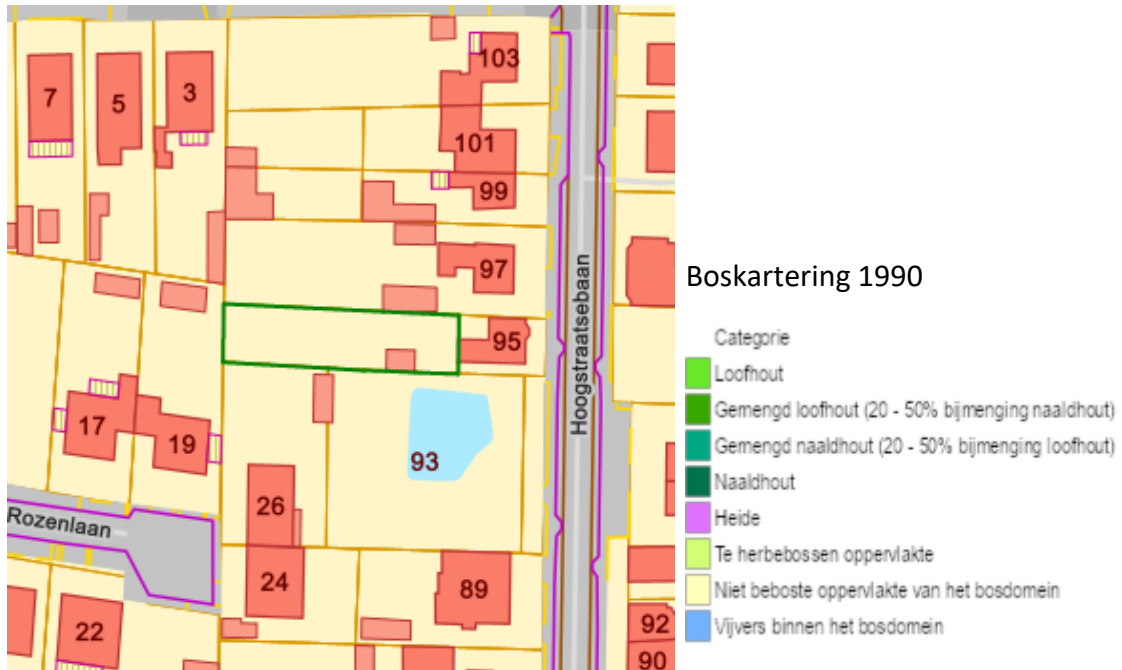 103
7
5
3
101
99
97
95
Hoogstraatsebaan
17
19
93
26
Rozenlaan
24
89
22
92
90
Boskartering 1990
Categorie
Loofhout
Gemengd loofhout (20 - 50% bijmenging naaldhout)
Gemengd naaldhout (20 - 50% bijmenging loofhout)
Naaldhout
Heide
Te herbebossen oppervlakte
Niet beboste oppervlakte van het bosdomein
Vijvers binnen het bosdomein